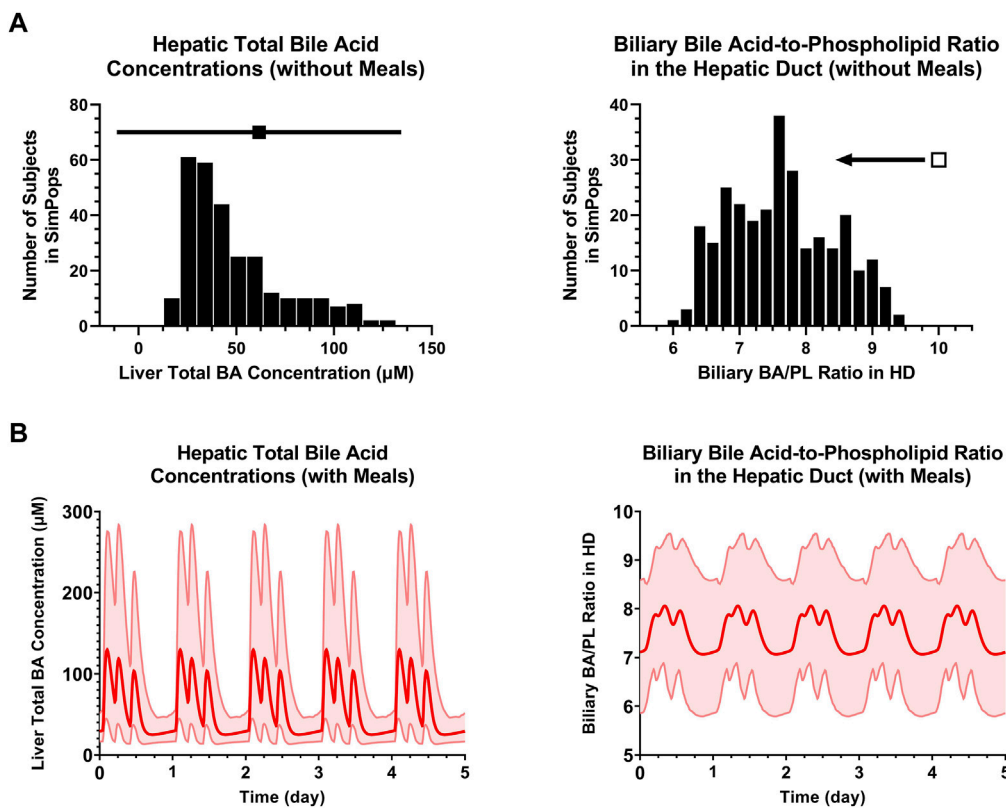 A
Hepatic Total Bile Acid
Concentrations (without Meals)
Number of Subjects
in SimPops
80
60
40
20
0
0
50
100
150
Liver Total BA Concentration (µM)
Biliary Bile Acid-to-Phospholipid Ratio
in the Hepatic Duct (without Meals)
Number of Subjects
in SimPops
40
30
20
10
0
6
7
8
9
10
Biliary BA/PL Ratio in HD
B
Hepatic Total Bile Acid
Concentrations (with Meals)
Liver Total BA Concentration (µM)
300
200
100
0
0
1
2
3
4
5
Time (day)
Biliary Bile Acid-to-Phospholipid Ratio
in the Hepatic Duct (with Meals)
Biliary BA/PL Ratio in HD
10
9
8
7
6
5
0
1
2
3
4
5
Time (day)